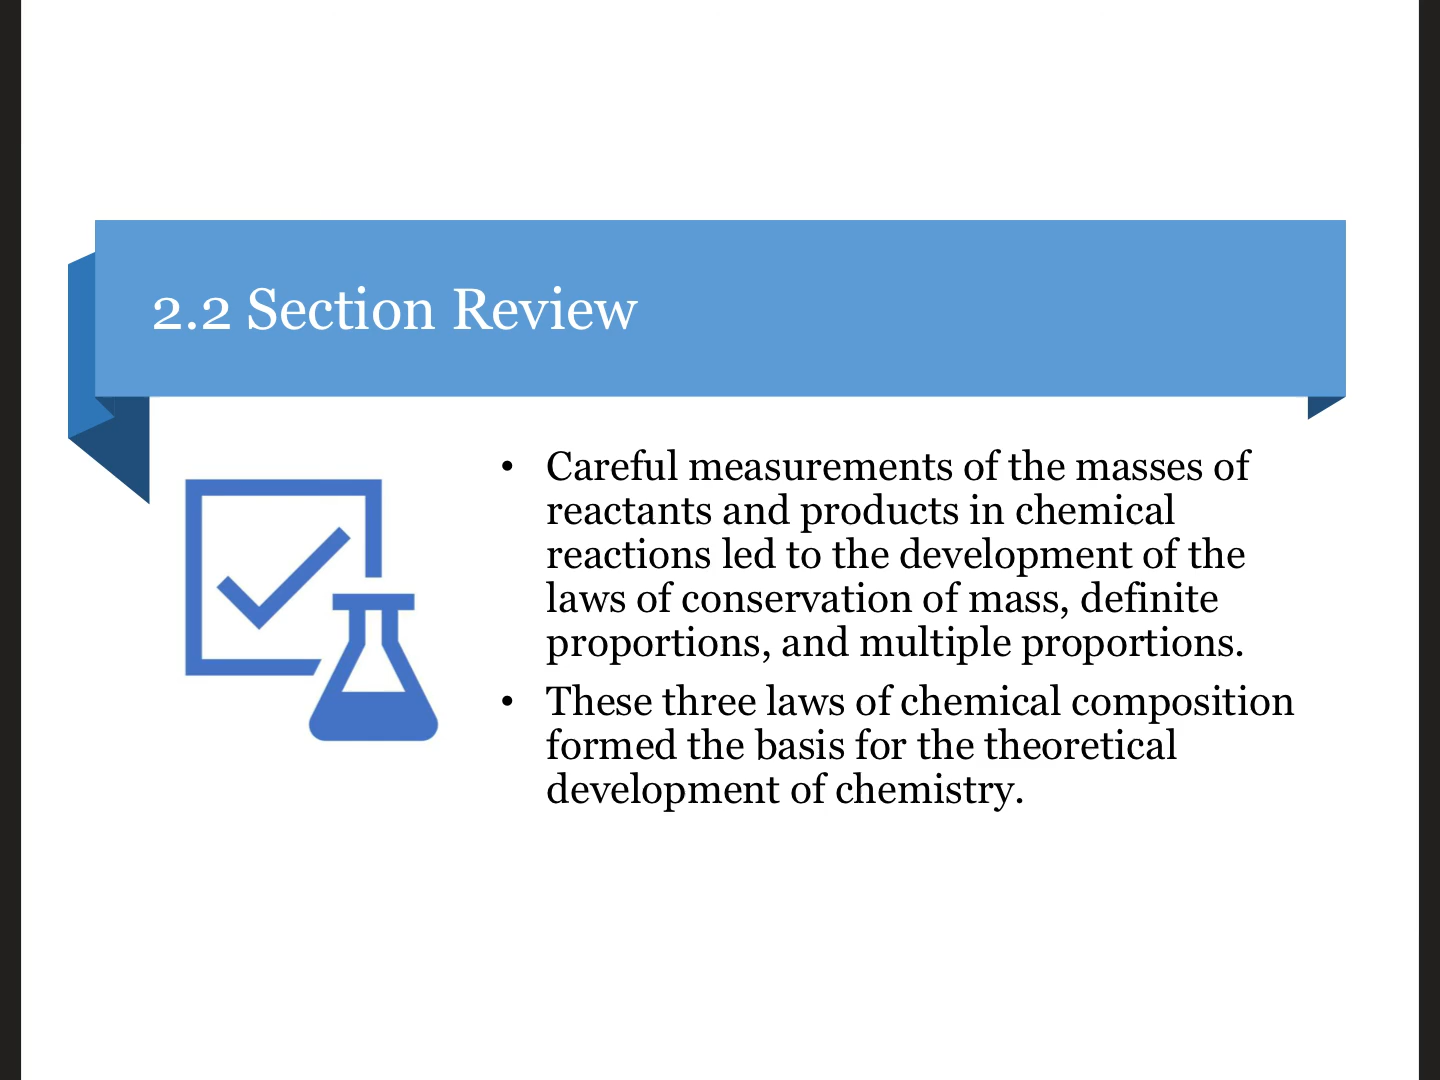 2.2 Section Review
• Careful measurements of the masses of
reactants and products in chemical
reactions led to the development of the
laws of conservation of mass, definite
proportions, and multiple proportions.
• These three laws of chemical composition
formed the basis for the theoretical
development of chemistry.